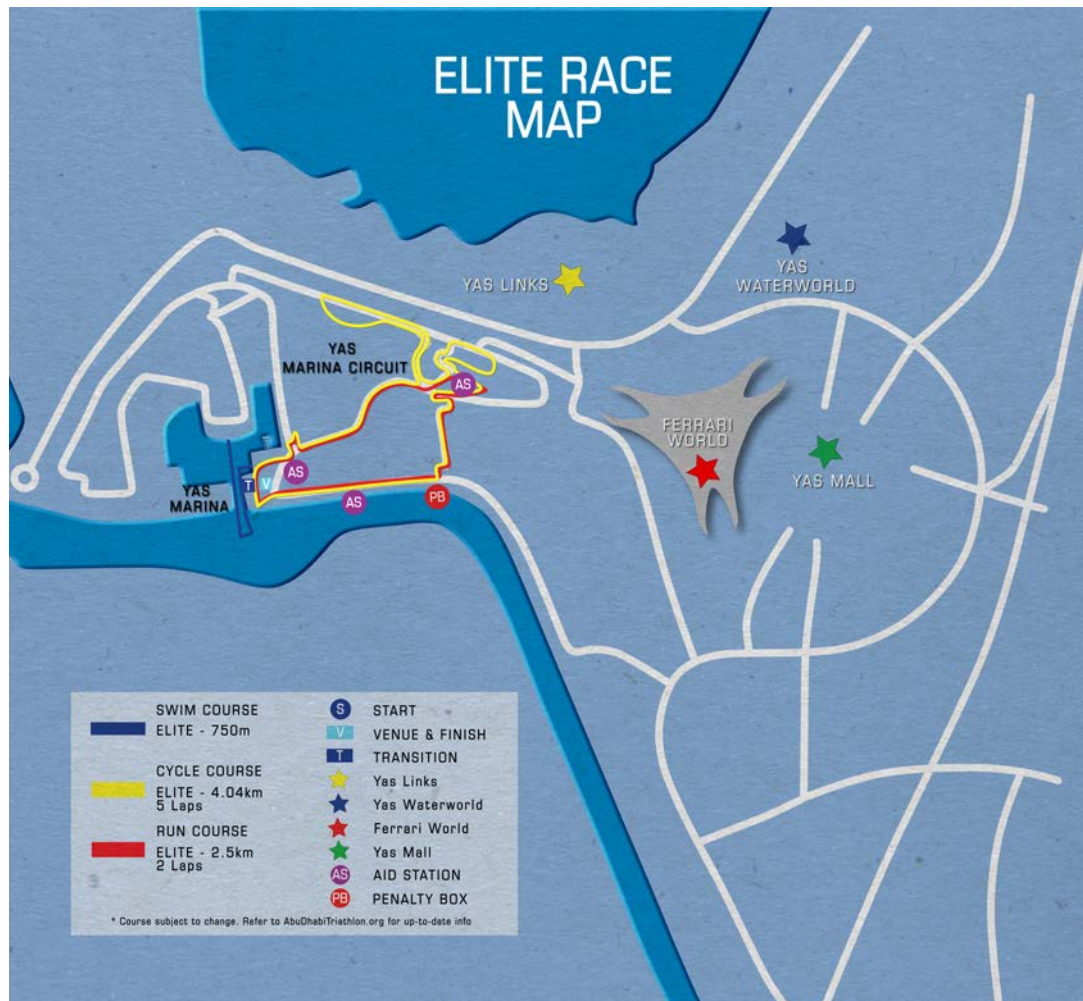 ELITE RACE
MAP
YAS LINKS
YAS
WATERWORLD
YAS
MARINA CIRCUIT
AS
FERRARI
WORLD
YAS MALL
AS
T
V
YAS
MARINA
AS
PB
SWIM COURSE
ELITE - 750m
CYCLE COURSE
ELITE - 4.04km
5 Laps
RUN COURSE
ELITE - 2.5km
2 Laps
S START
V VENUE & FINISH
T TRANSITION
Yas Links
Yas Waterworld
Ferrari World
Yas Mall
AS AID STATION
PB PENALTY BOX
* Course subject to change. Refer to AbuDhabiTriathlon.org for up-to-date info